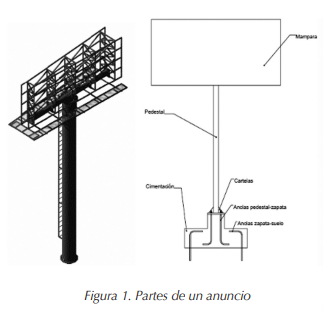 Mampara
Pedestal
Cartelas
Cimentación
Anclas pedestal-zapata
Anclas zapata-suelo
Figura 1. Partes de un anuncio